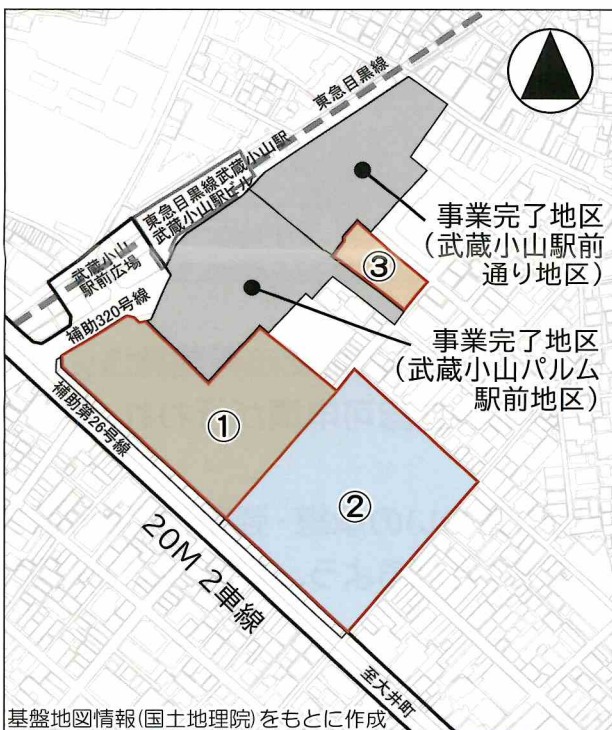 東急目黒線
東急目黒線武蔵小山駅
武蔵小山駅ビル
武蔵小山
駅前広場
補助320号線
事業完了地区
(武蔵小山駅前
通り地区)
③
事業完了地区
(武蔵小山パルム
駅前地区)
①
補助第26号線
②
20M 2車線
至大井町
基盤地図情報(国土地理院)をもとに作成